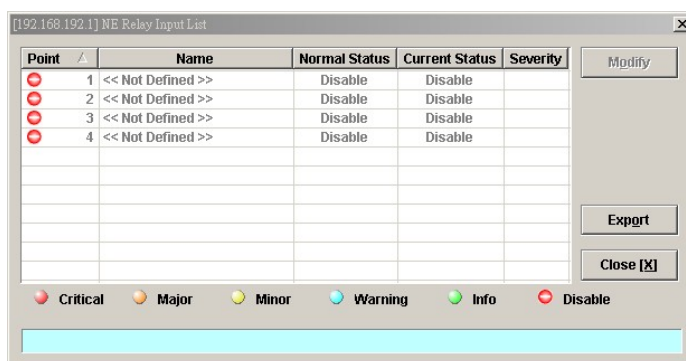 [192.168.192.1] NE Relay Input List
Point Name Normal Status Current Status Severity
1 << Not Defined >> Disable Disable
2 << Not Defined >> Disable Disable
3 << Not Defined >> Disable Disable
4 << Not Defined >> Disable Disable
Modify
Export
Close [X]
Critical Major Minor Warning Info Disable